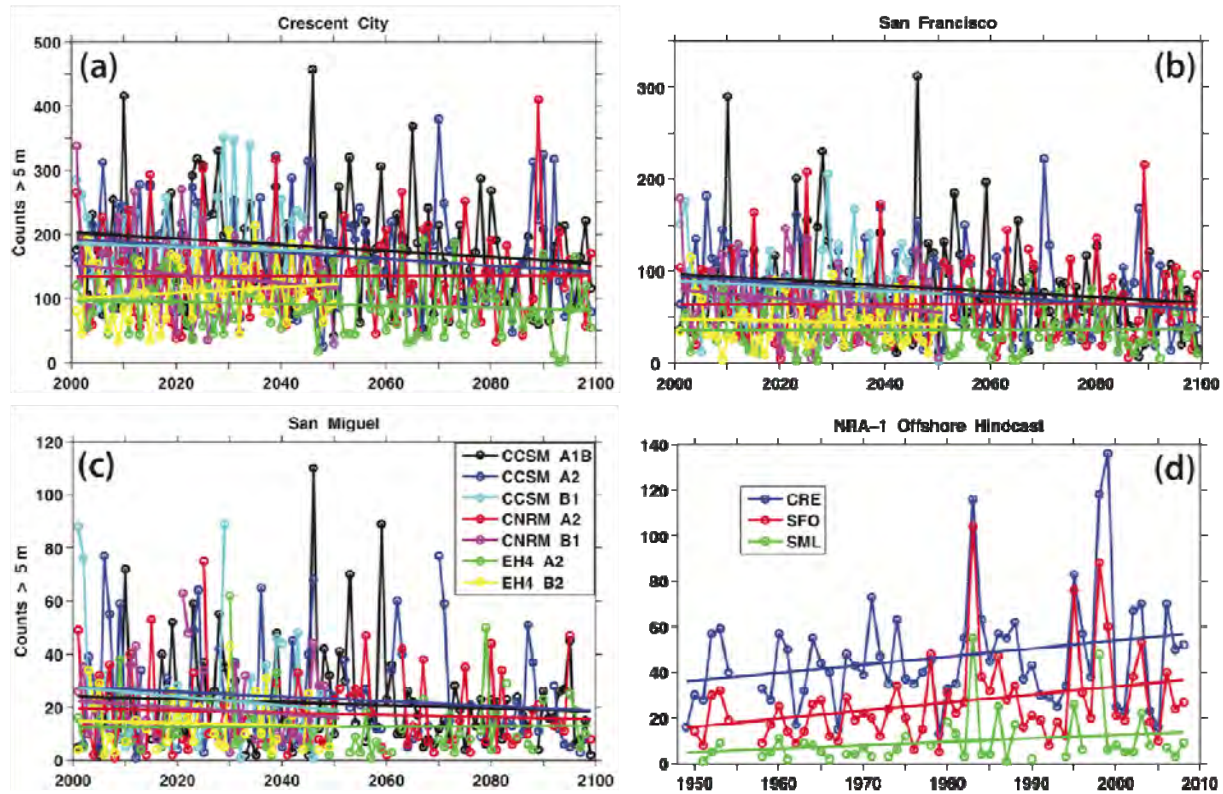 Crescent City
(a)
Counts > 5 m
500
400
300
200
100
0
2000 2020 2040 2060 2080 2100
San Francisco
(b)
300
200
100
0
2000 2020 2040 2060 2080 2100
San Miguel
(c)
Counts > 5 m
120
100
80
60
40
20
0
2000 2020 2040 2060 2080 2100
CCSM A1B
CCSM A2
CCSM B1
CNRM A2
CNRM B1
EH4 A2
EH4 B2
NRA-1 Offshore Hindcast
(d)
140
120
100
80
60
40
20
0
1950 1960 1970 1980 1990 2000 2010
CRE
SFO
SML